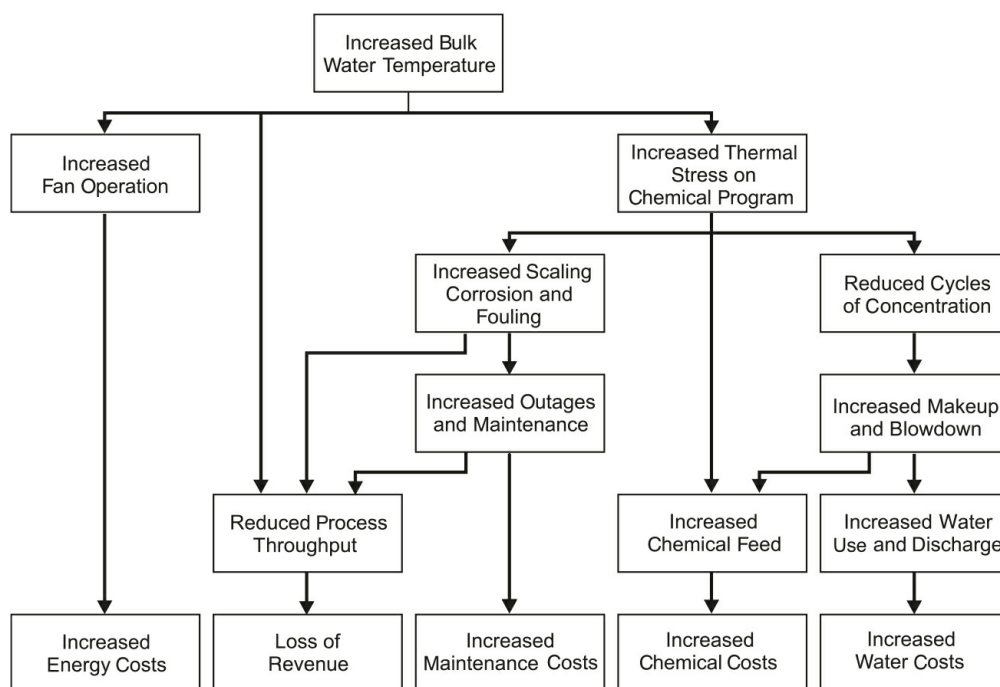 Increased Bulk
Water Temperature
Increased
Fan Operation
Increased Thermal
Stress on
Chemical Program
Increased Scaling
Corrosion and
Fouling
Reduced Cycles
of Concentration
Increased Outages
and Maintenance
Increased Makeup
and Blowdown
Reduced Process
Throughput
Increased
Chemical Feed
Increased Water
Use and Discharge
Increased
Energy Costs
Loss of
Revenue
Increased
Maintenance Costs
Increased
Chemical Costs
Increased
Water Costs